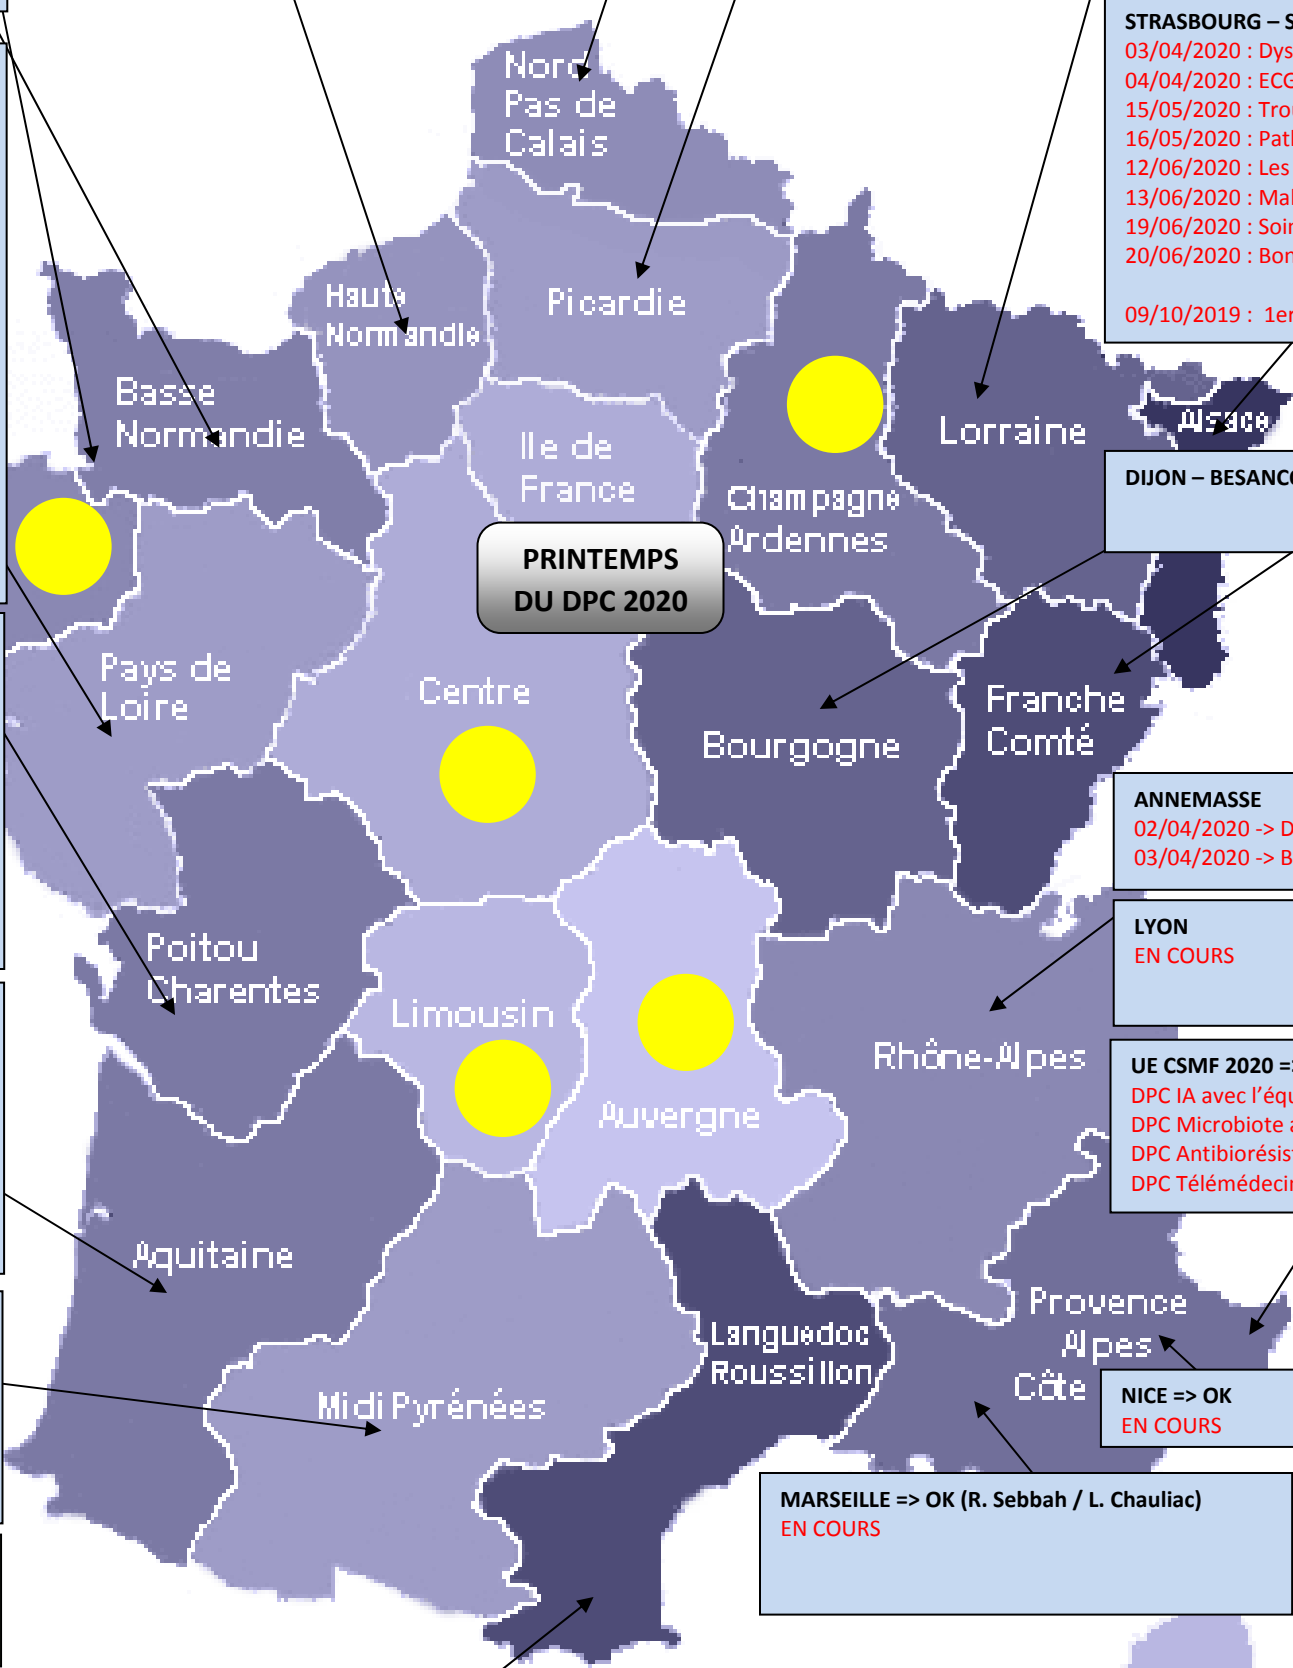 STRASBOURG – S
03/04/2020 : Dys
04/04/2020 : ECG
15/05/2020 : Trou
16/05/2020 : Path
12/06/2020 : Les
13/06/2020 : Mal
19/06/2020 : Soin
20/06/2020 : Bon
09/10/2019 : 1er
Nord
Pas de
Calais
Haute
Normandie
Picardie
Basse
Normandie
Ile de
France
Champagne
Ardennes
Lorraine
Alsace
DIJON – BESANCO
PRINTEMPS
DU DPC 2020
Pays de
Loire
Centre
Bourgogne
Franche
Comté
ANNEMASSE
02/04/2020 -> D
03/04/2020 -> B
LYON
EN COURS
Poitou
Charentes
Limousin
Auvergne
Rhône-Alpes
UE CSMF 2020 =>
DPC IA avec l’équ
DPC Microbiote a
DPC Antibiorésist
DPC Télémédecin
Aquitaine
Midi Pyrénées
Languedoc
Roussillon
Provence
Alpes
Côte
NICE => OK
EN COURS
MARSEILLE => OK (R. Sebbah / L. Chauliac)
EN COURS